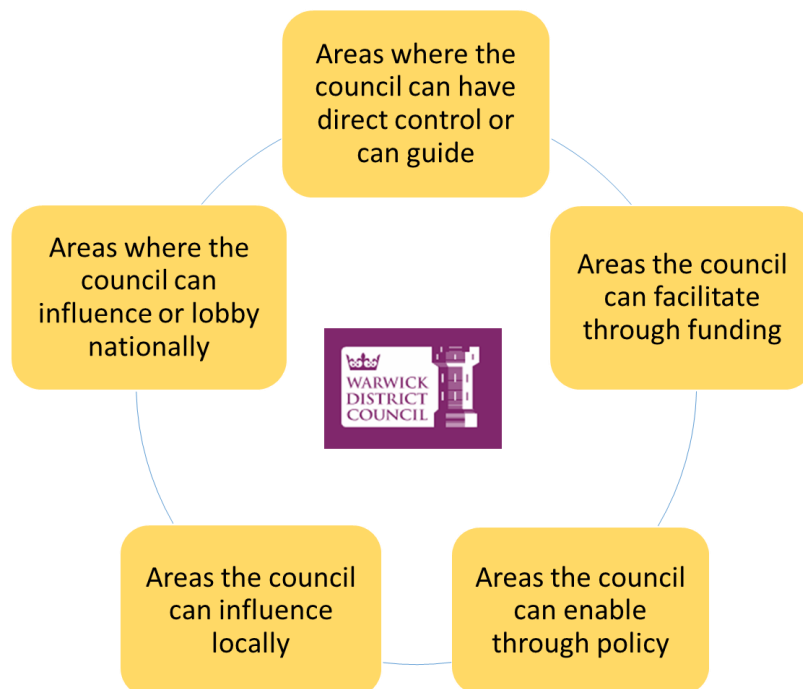 Areas where the
council can have
direct control or
can guide
Areas the council
can facilitate
through funding
Areas the council
can enable
through policy
Areas the council
can influence
locally
Areas where the
council can
influence or lobby
nationally
WARWICK
DISTRICT
COUNCIL